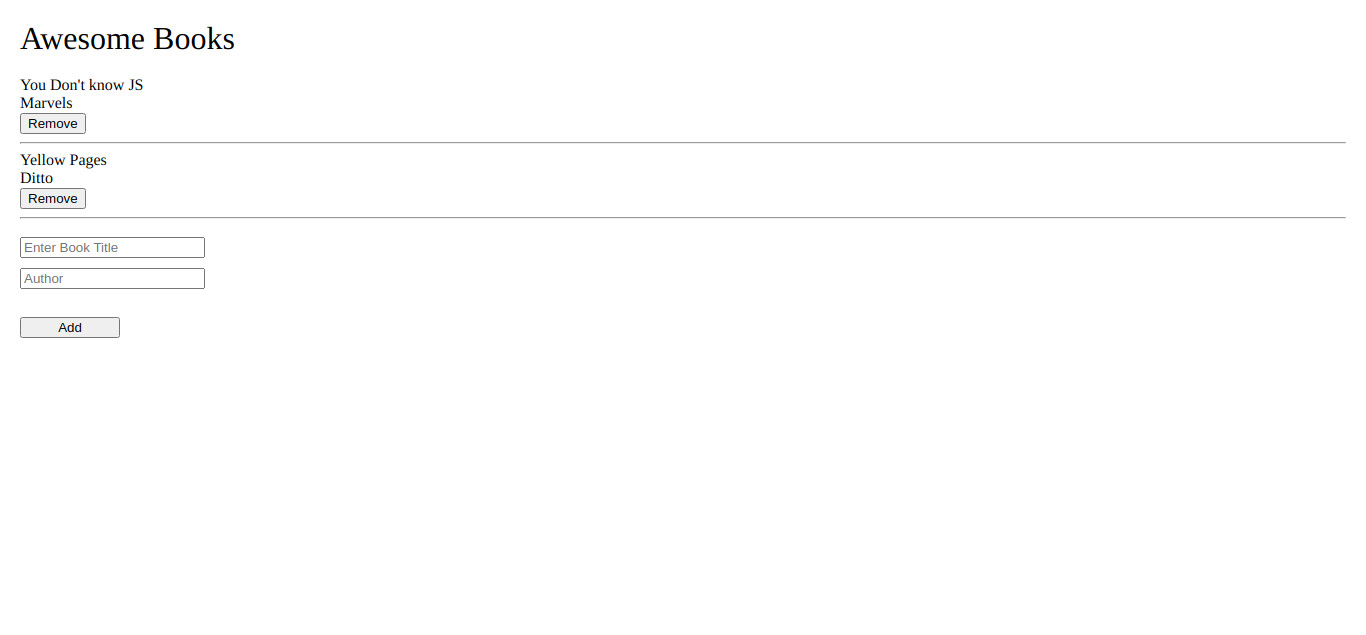 Awesome Books
You Don't know JS
Marvels
Remove
Yellow Pages
Ditto
Remove
Enter Book Title
Author
Add